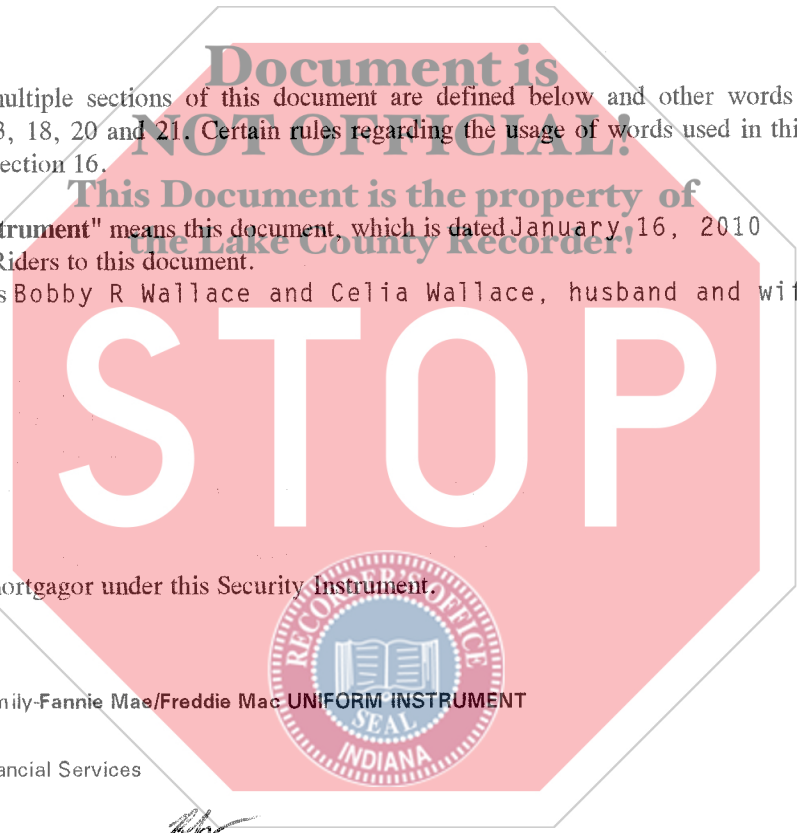 Document is
multiple sections of this document are defined below and other words
3, 18, 20 and 21. Certain rules regarding the usage of words used in thi
NOT OFFICIAL!
ection 16.
This Document is the property of
trument" means this document, which is dated January 16, 2010
the Lake County Recorder!
Riders to this document.
s Bobby R Wallace and Celia Wallace, husband and wif
STOP
mortgagor under this Security Instrument.
RECORDER'S OFFICE
mily-Fannie Mae/Freddie Mac UNIFORM INSTRUMENT
SEAL
INDIANA
ancial Services